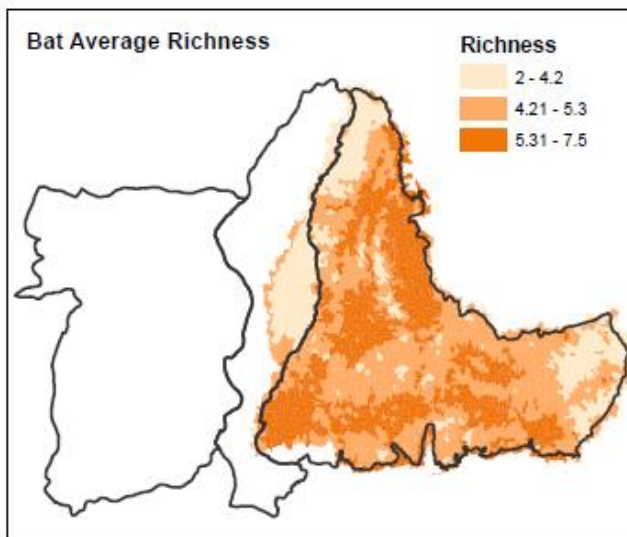 Bat Average Richness
Richness
2 - 4.2
4.21 - 5.3
5.31 - 7.5